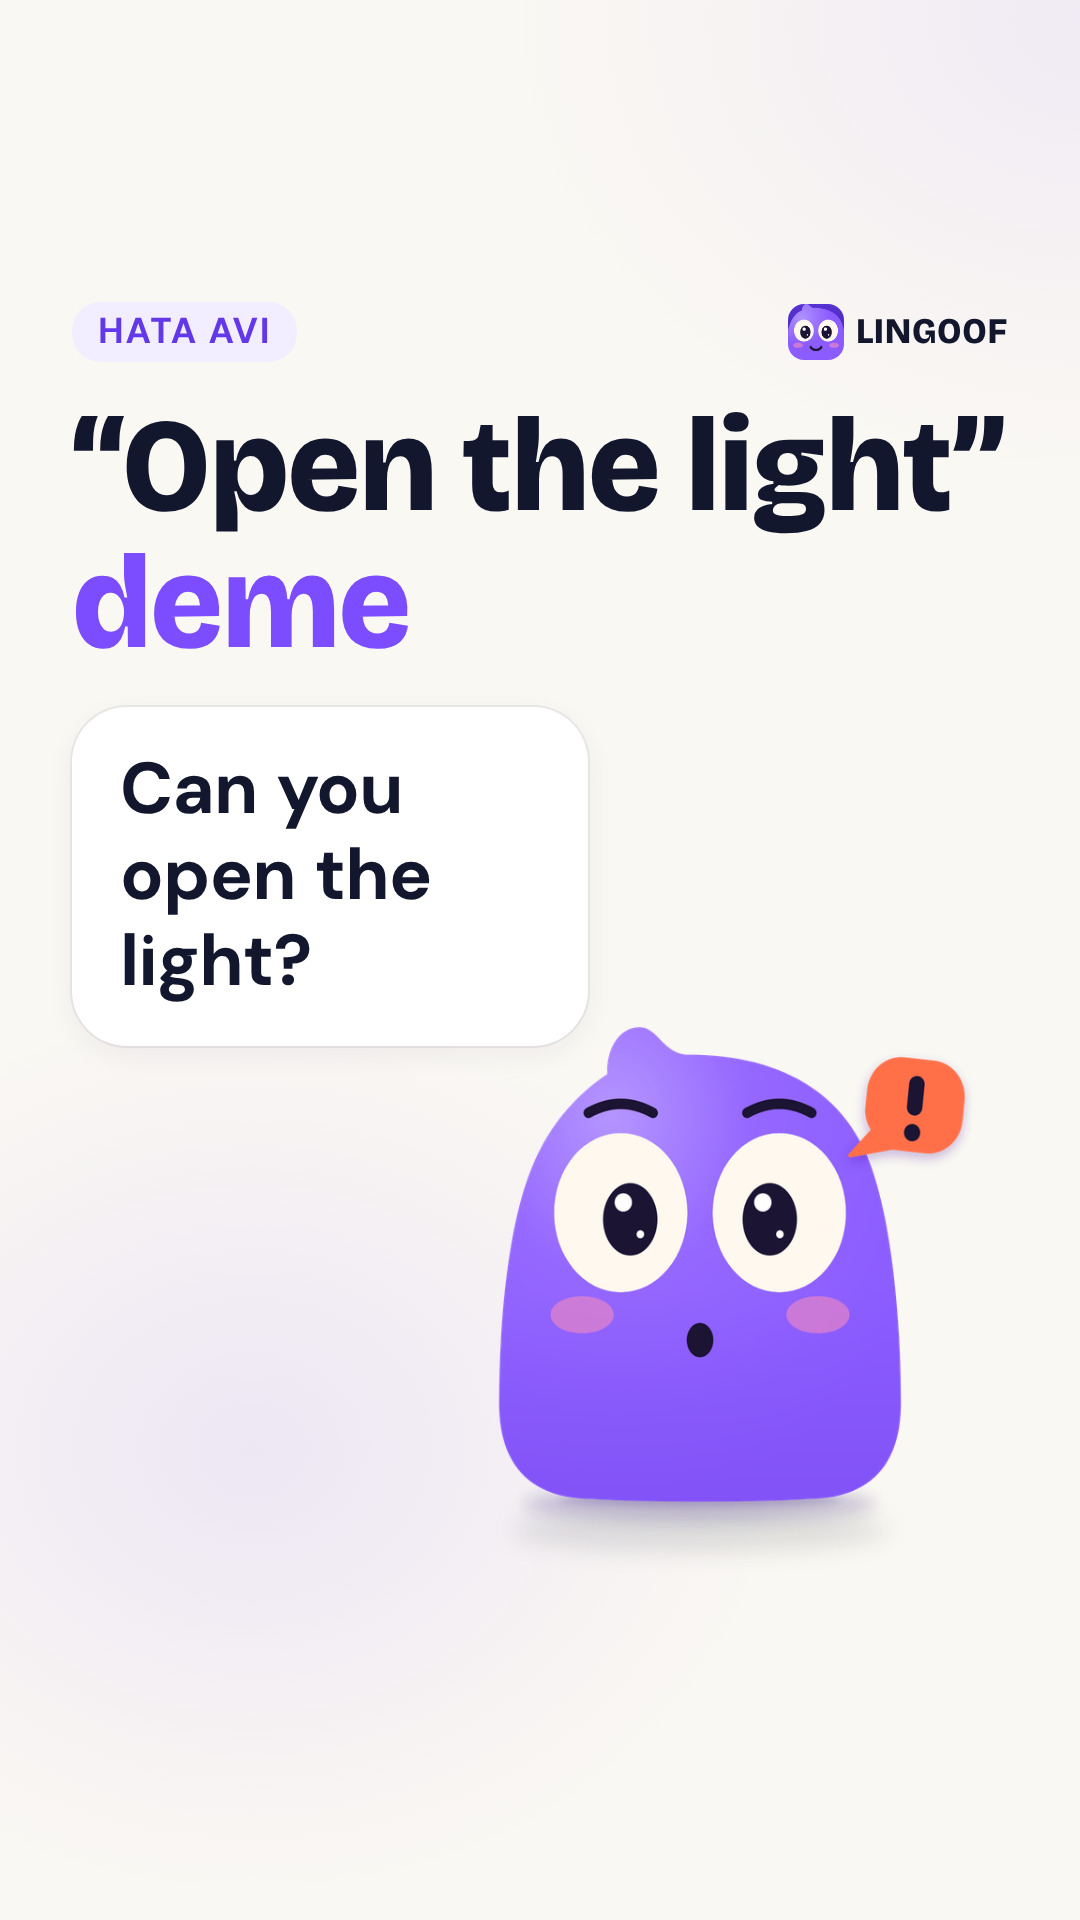 HATA AVI
LINGOOF
“Open the light”
deme
Can you
open the
light?
!